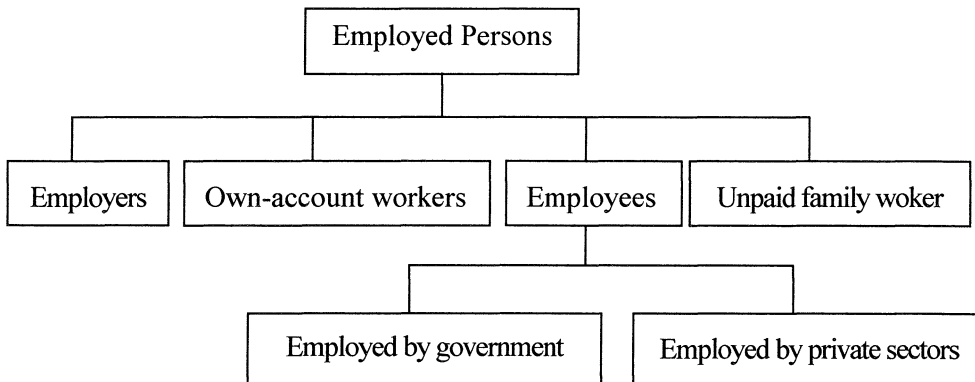 Employed Persons
Employers
Own-account workers
Employees
Unpaid family woker
Employed by government
Employed by private sectors